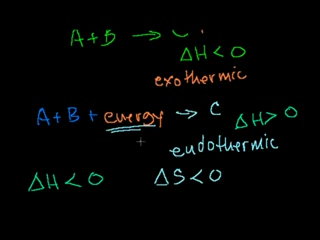 A + B → C
ΔH < 0
exothermic
A + B + energy → C
ΔH > 0
endothermic
ΔH < 0 ΔS < 0